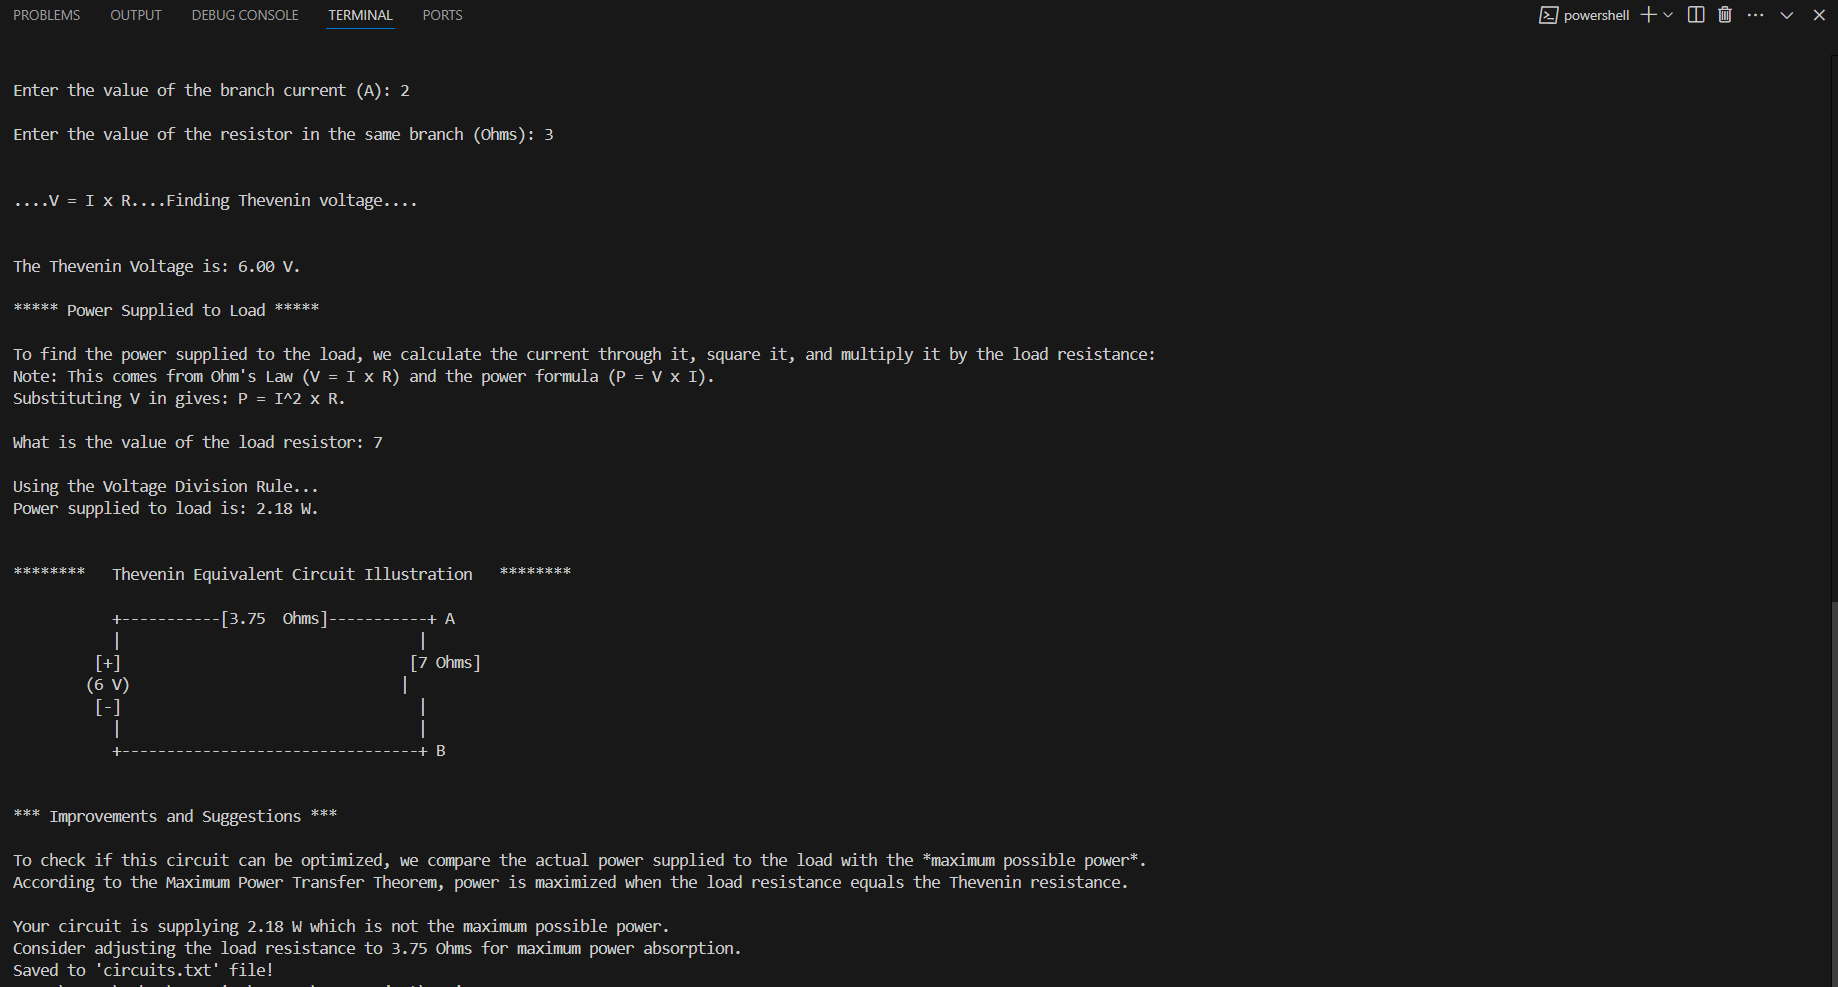 PROBLEMS OUTPUT DEBUG CONSOLE TERMINAL PORTS powershell
Enter the value of the branch current (A): 2
Enter the value of the resistor in the same branch (Ohms): 3
....V = I x R....Finding Thevenin voltage....
The Thevenin Voltage is: 6.00 V.
***** Power Supplied to Load *****
To find the power supplied to the load, we calculate the current through it, square it, and multiply it by the load resistance:
Note: This comes from Ohm's Law (V = I x R) and the power formula (P = V x I).
Substituting V in gives: P = I^2 x R.
What is the value of the load resistor: 7
Using the Voltage Division Rule...
Power supplied to load is: 2.18 W.
******** Thevenin Equivalent Circuit Illustration ********
+-----------[3.75  Ohms]-----------+ A
|                                 |
[+]                                [7 Ohms]
(6 V)                              |
[-]                                 |
|                                 |
+---------------------------------+ B
*** Improvements and Suggestions ***
To check if this circuit can be optimized, we compare the actual power supplied to the load with the *maximum possible power*.
According to the Maximum Power Transfer Theorem, power is maximized when the load resistance equals the Thevenin resistance.
Your circuit is supplying 2.18 W which is not the maximum possible power.
Consider adjusting the load resistance to 3.75 Ohms for maximum power absorption.
Saved to 'circuits.txt' file!